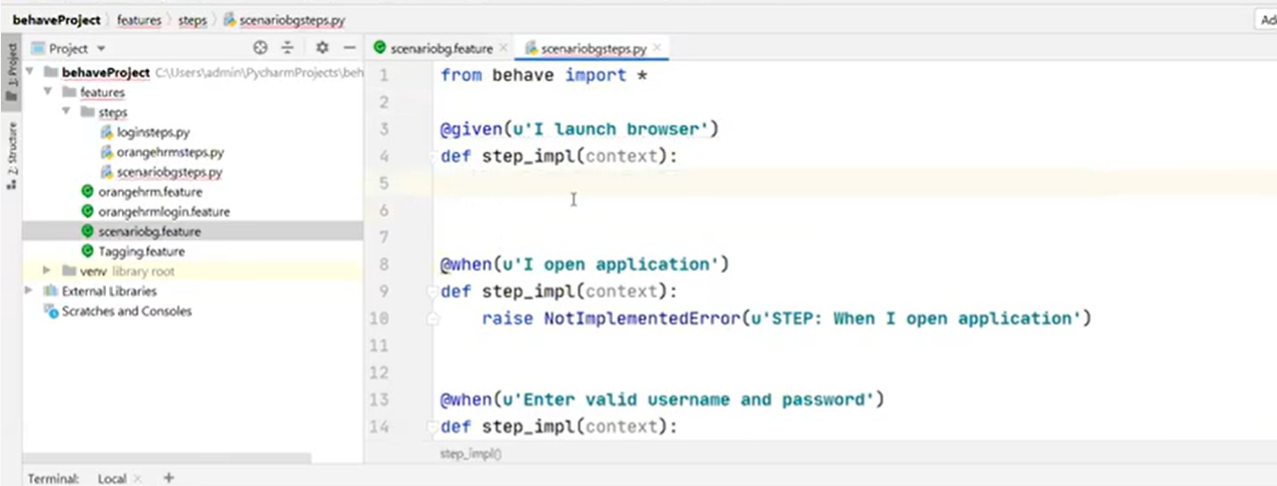 behaveProject features steps scenariobgsteps.py
1: Project
2: Structure
Project
behaveProject C:\Users\admin\PycharmProjects\beh
features
steps
loginsteps.py
orangehrmsteps.py
scenariobgsteps.py
orangehrm.feature
orangehrmlogin.feature
scenariobg.feature
Tagging.feature
venv library root
External Libraries
Scratches and Consoles
scenariobg.feature scenariobgsteps.py
1 from behave import *
2
3 @given(u'I launch browser')
4 def step_impl(context):
5
6
7
8 @when(u'I open application')
9 def step_impl(context):
10 raise NotImplementedError(u'STEP: When I open application')
11
12
13 @when(u'Enter valid username and password')
14 def step_impl(context):
step_impl()
Terminal: Local +